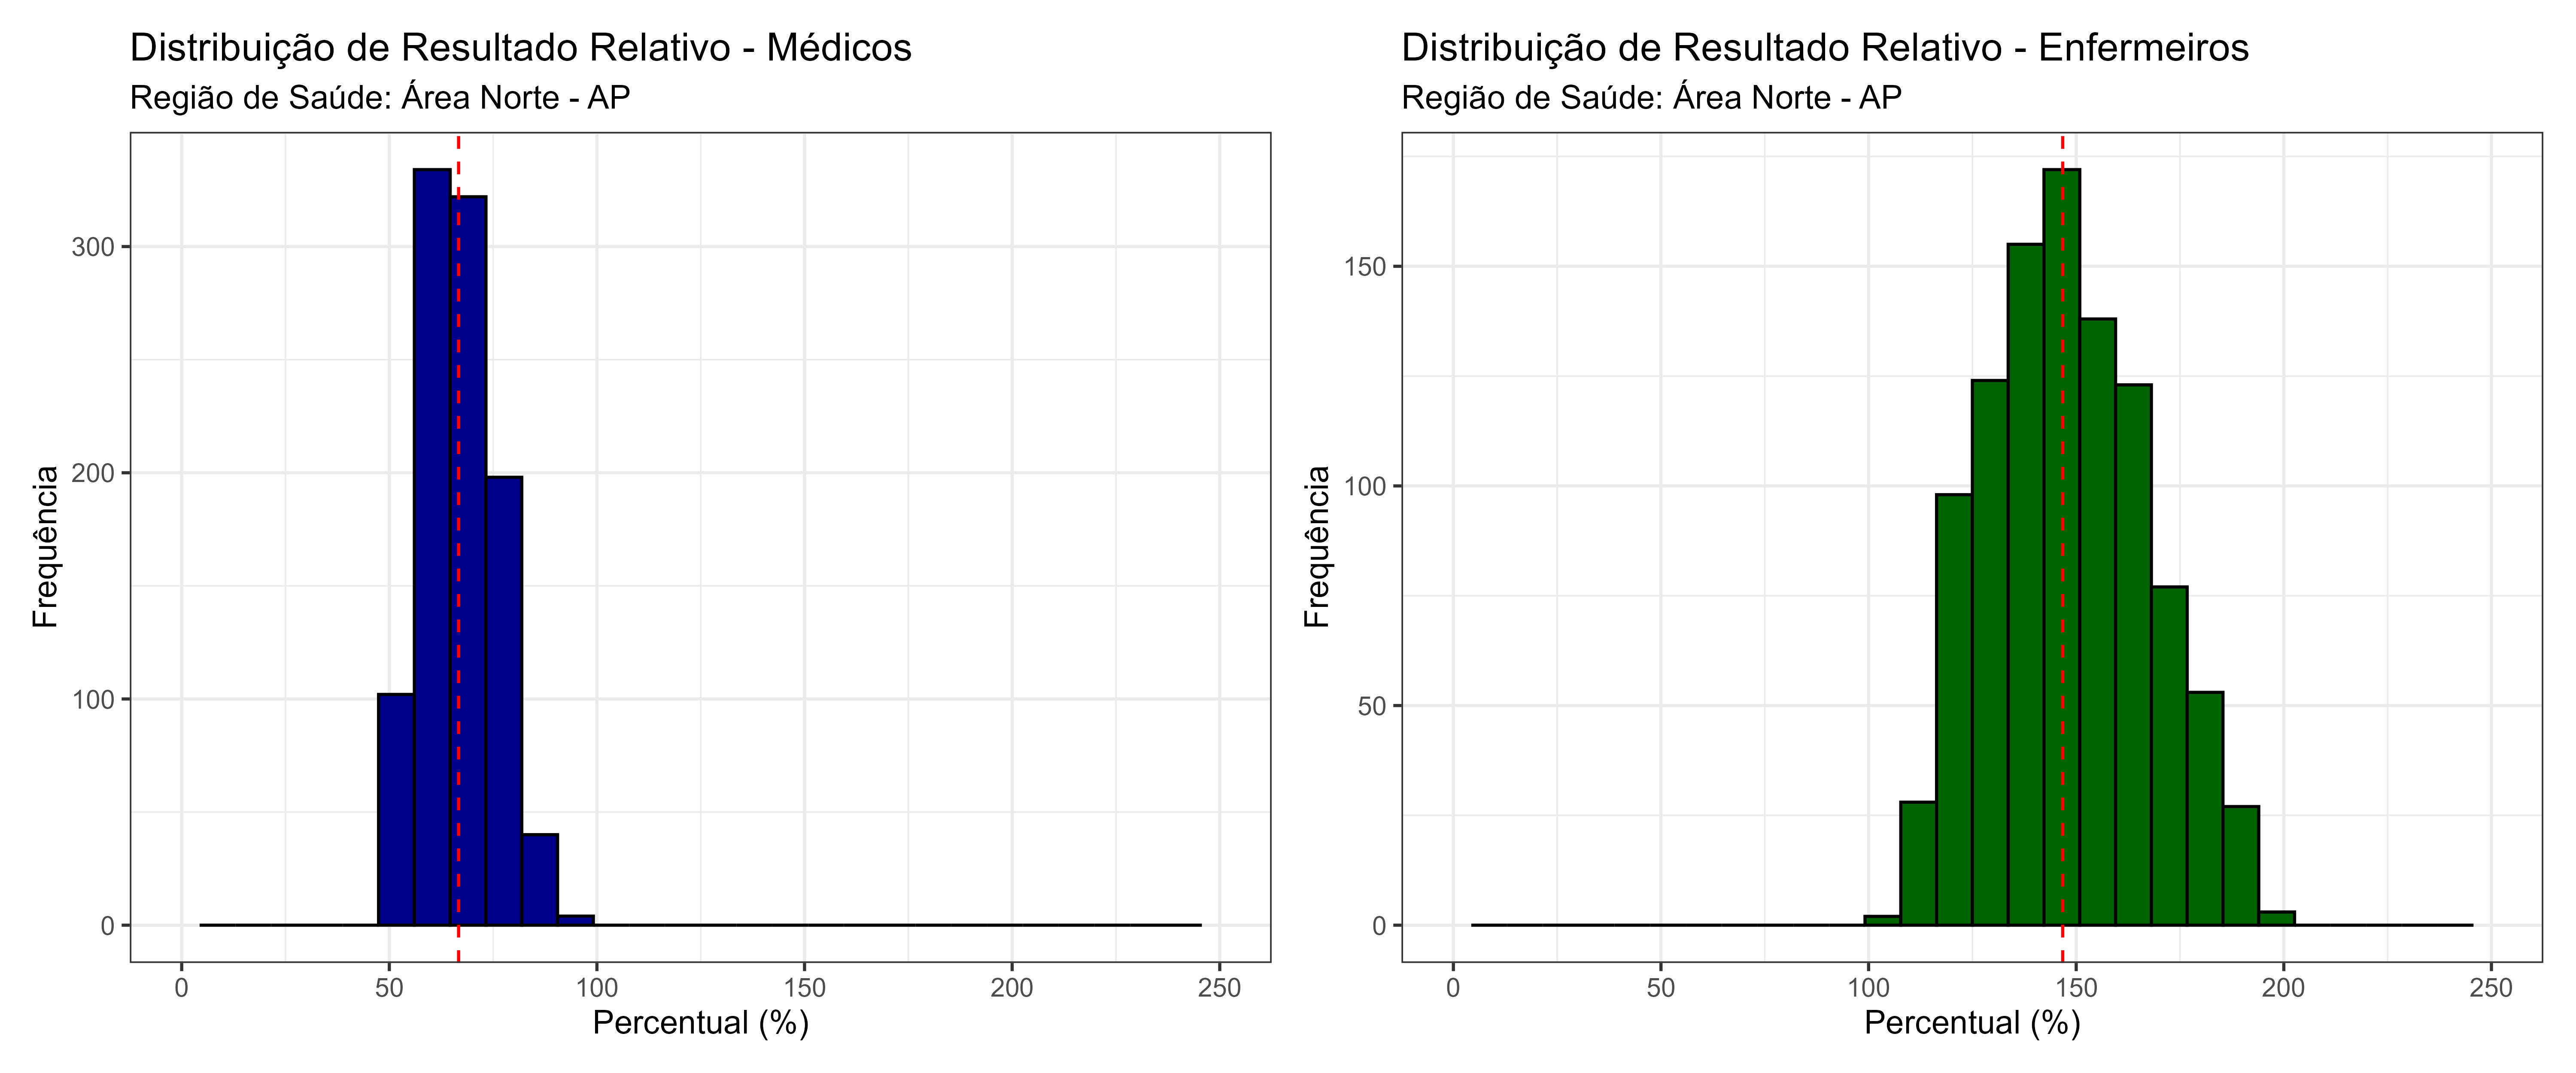 Distribuição de Resultado Relativo - Médicos
Região de Saúde: Área Norte - AP
Frequência
300
200
100
0
0 50 100 150 200 250
Percentual (%)
Distribuição de Resultado Relativo - Enfermeiros
Região de Saúde: Área Norte - AP
Frequência
150
100
50
0
0 50 100 150 200 250
Percentual (%)